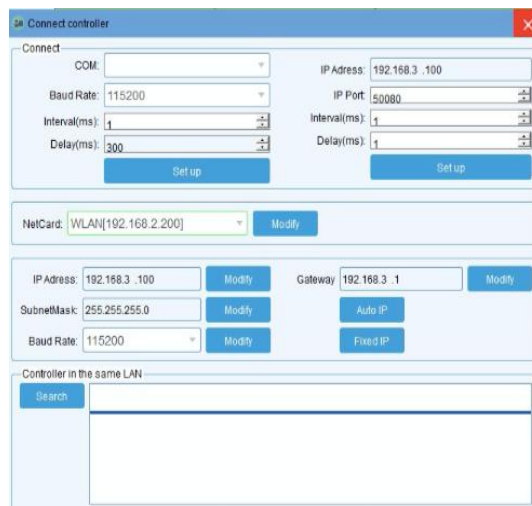 Connect controller
Connect
COM:
Baud Rate: 115200
Interval(ms): 1
Delay(ms): 300
Set up
IP Adress: 192.168.3 .100
IP Port: 50080
Interval(ms): 1
Delay(ms): 1
Set up
NetCard: WLAN[192.168.2.200] Modify
IP Adress: 192.168.3 .100 Modify Gateway 192.168.3 .1 Modify
SubnetMask: 255.255.255.0 Modify Auto IP
Baud Rate: 115200 Modify Fixed IP
Controller in the same LAN
Search